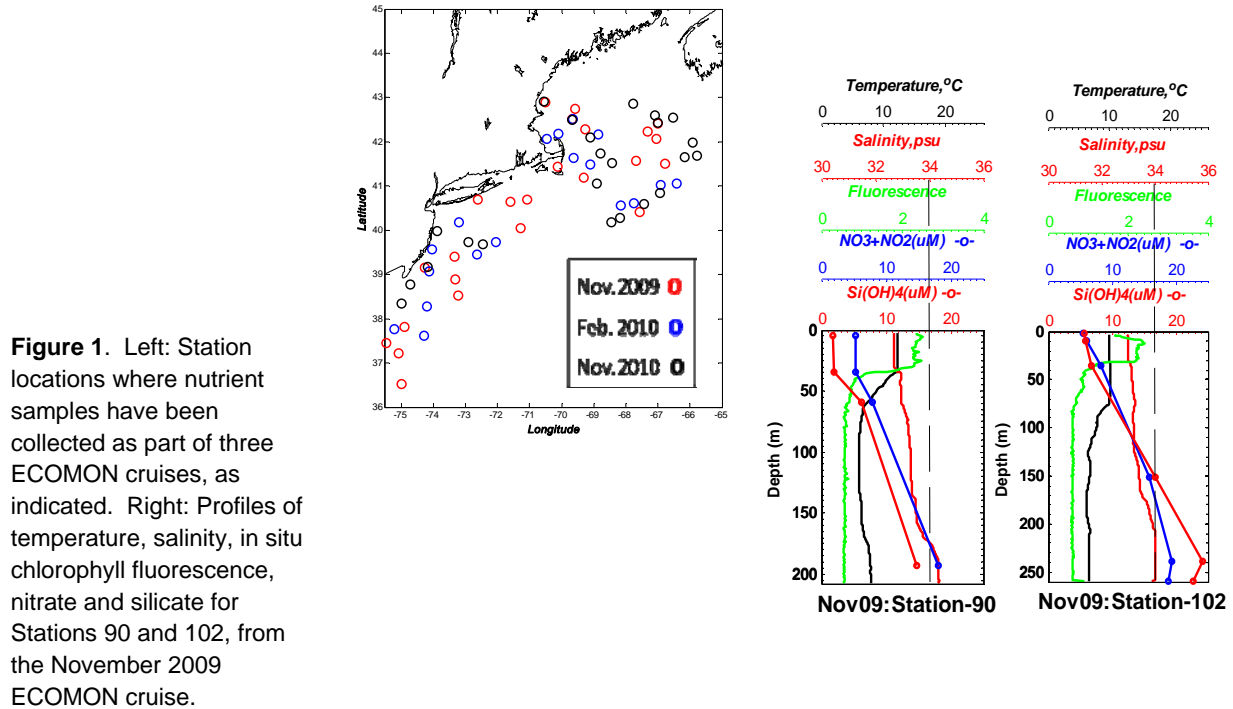 Figure 1. Left: Station
locations where nutrient
samples have been
collected as part of three
ECOMON cruises, as
indicated. Right: Profiles of
temperature, salinity, in situ
chlorophyll fluorescence,
nitrate and silicate for
Stations 90 and 102, from
the November 2009
ECOMON cruise.
45
44
43
42
41
40
39
38
37
36
Latitude
-75 -74 -73 -72 -71 -70 -69 -68 -67 -66 -65
Longitude
Nov.2009 O
Feb. 2010 O
Nov.2010 O
Temperature,ºC
0 10 20
Salinity,psu
30 32 34 36
Fluorescence
0 2 4
NO3+NO2(uM) -o-
0 10 20
Si(OH)4(uM) -o-
0 10 20
0
50
100
150
200
Depth (m)
Nov09:Station-90
Temperature,ºC
0 10 20
Salinity,psu
30 32 34 36
Fluorescence
0 2 4
NO3+NO2(uM) -o-
0 10 20
Si(OH)4(uM) -o-
0 10 20
0
50
100
150
200
250
Depth (m)
Nov09:Station-102